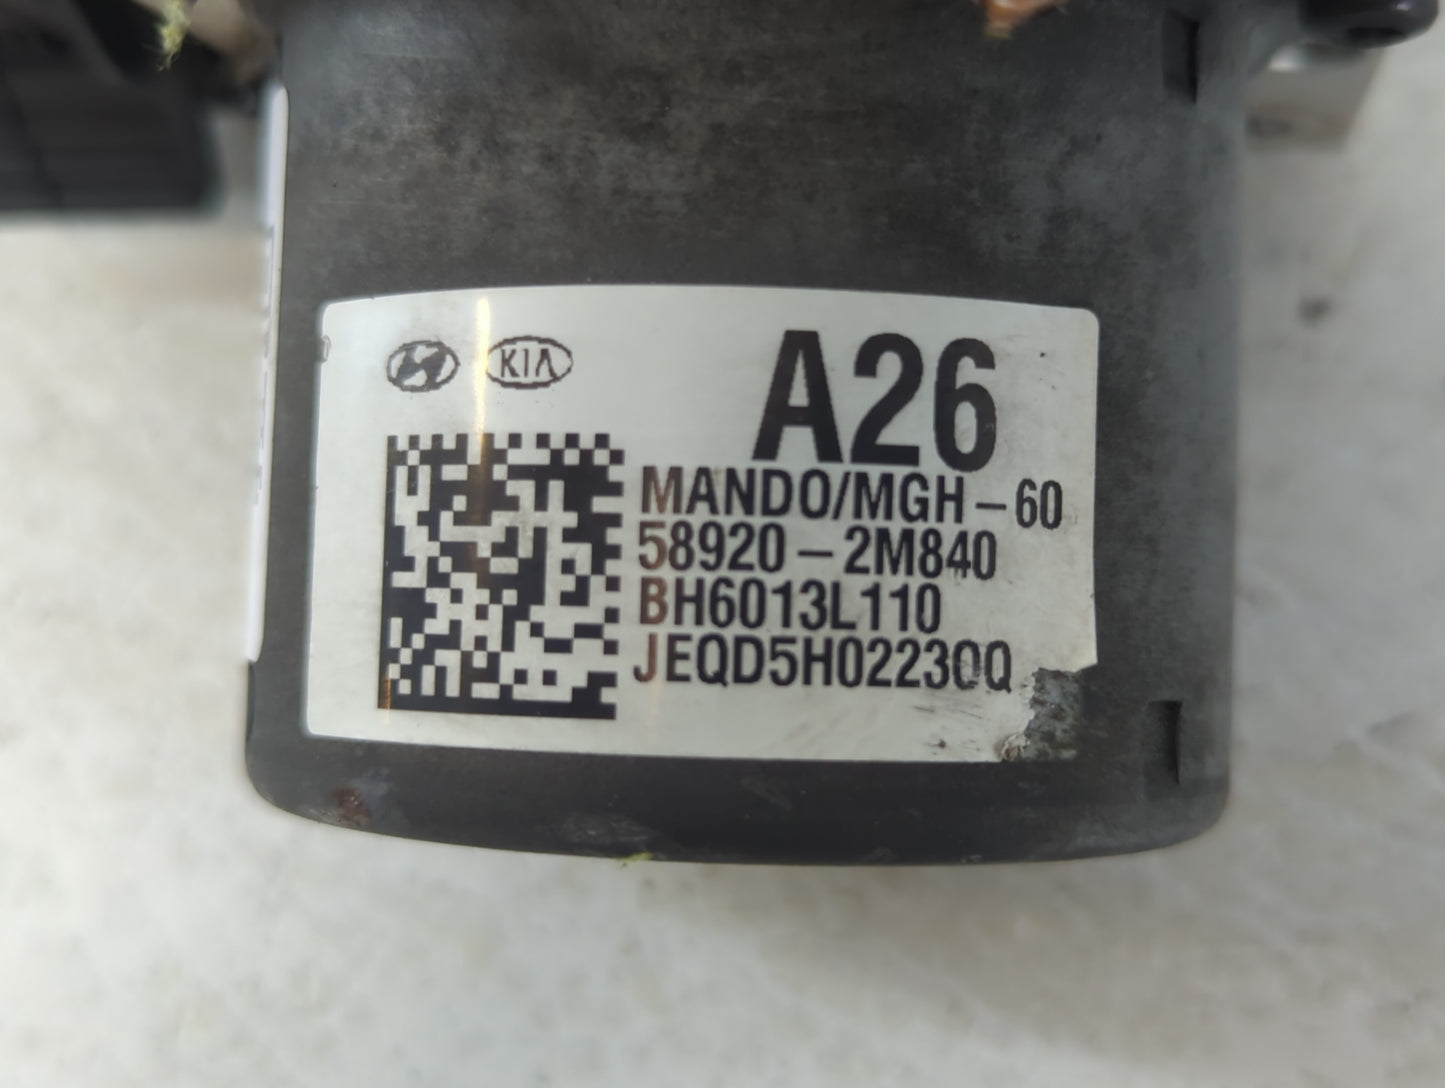 KIA
A26
MANDO/MGH-60
58920-2M840
BH6013L110
JEQD5H02230Q